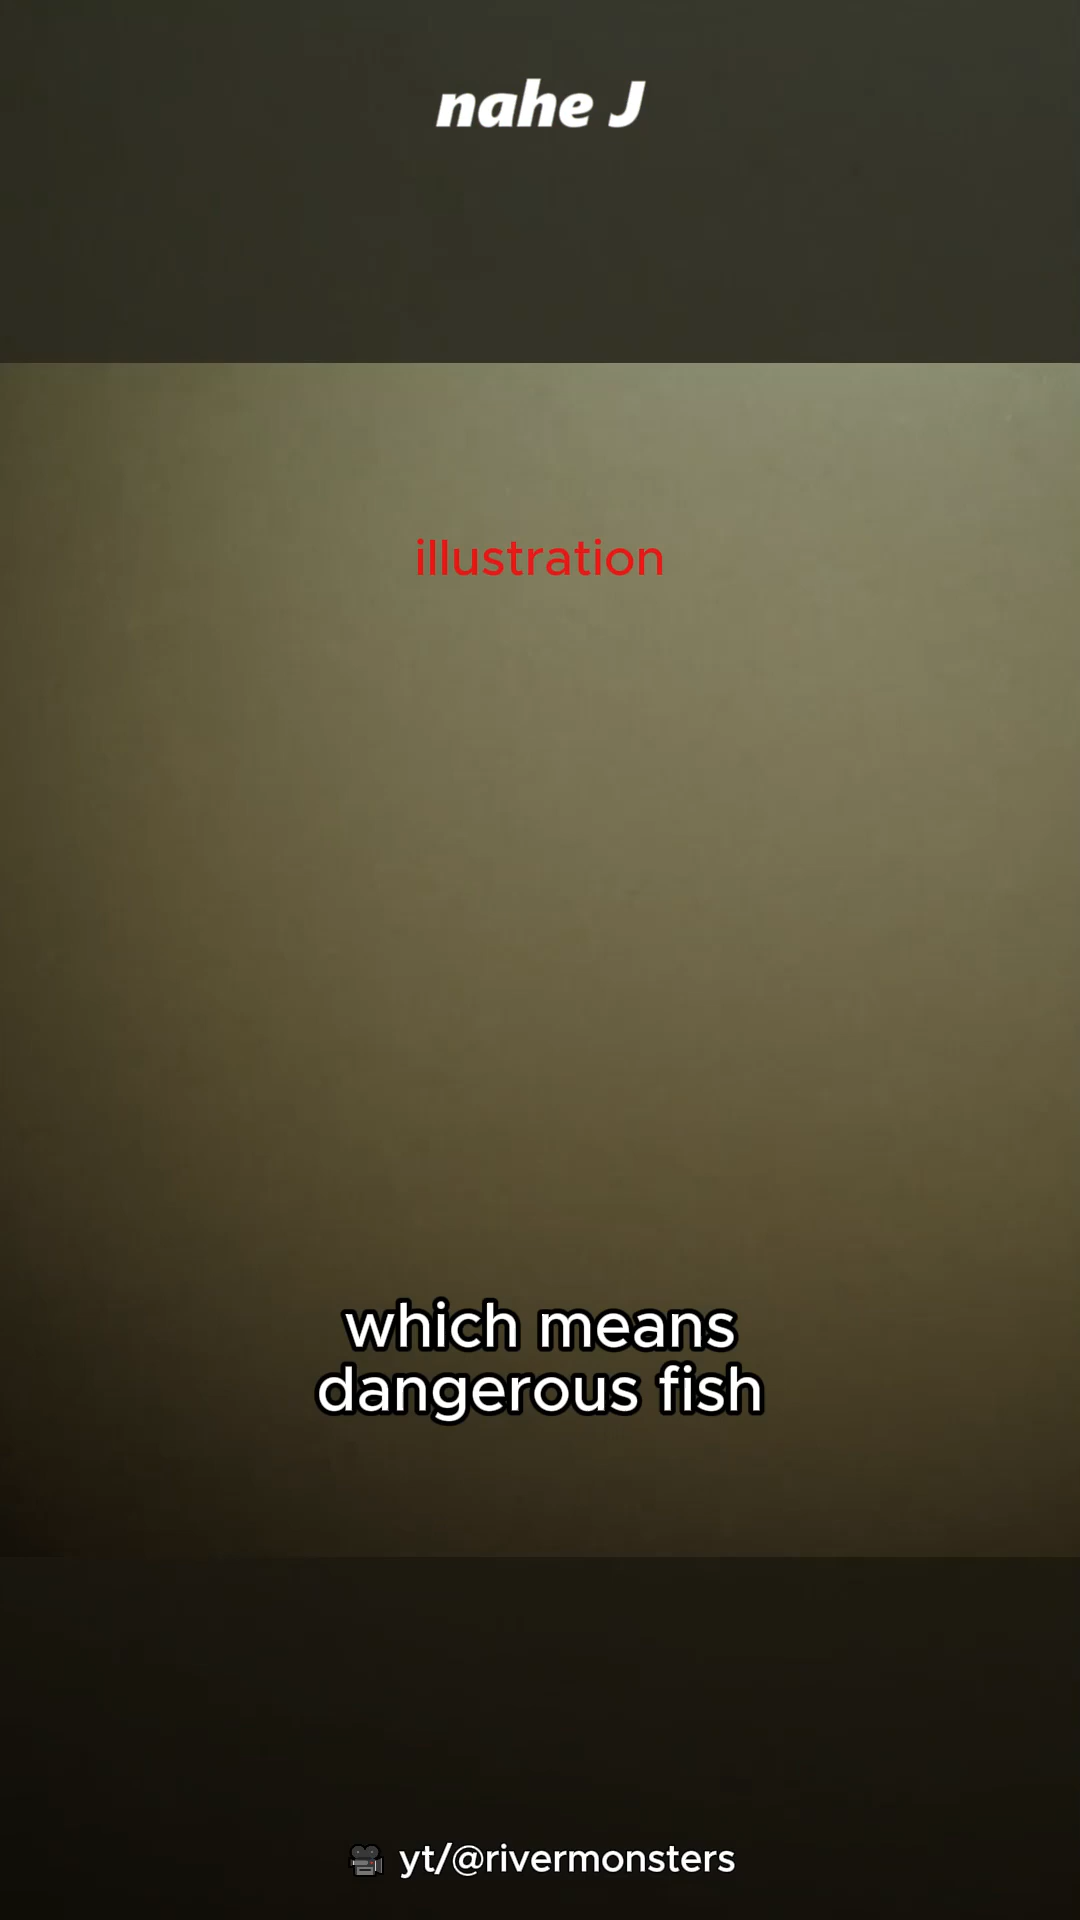 nahe J
illustration
which means
dangerous fish
yt/@rivermonsters